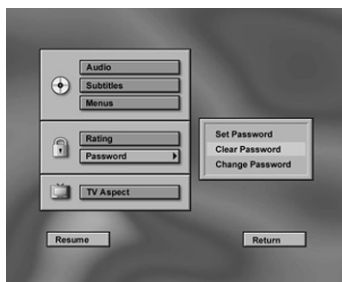 Audio
Subtitles
Menus
Rating
Password
Set Password
Clear Password
Change Password
TV Aspect
Resume
Return